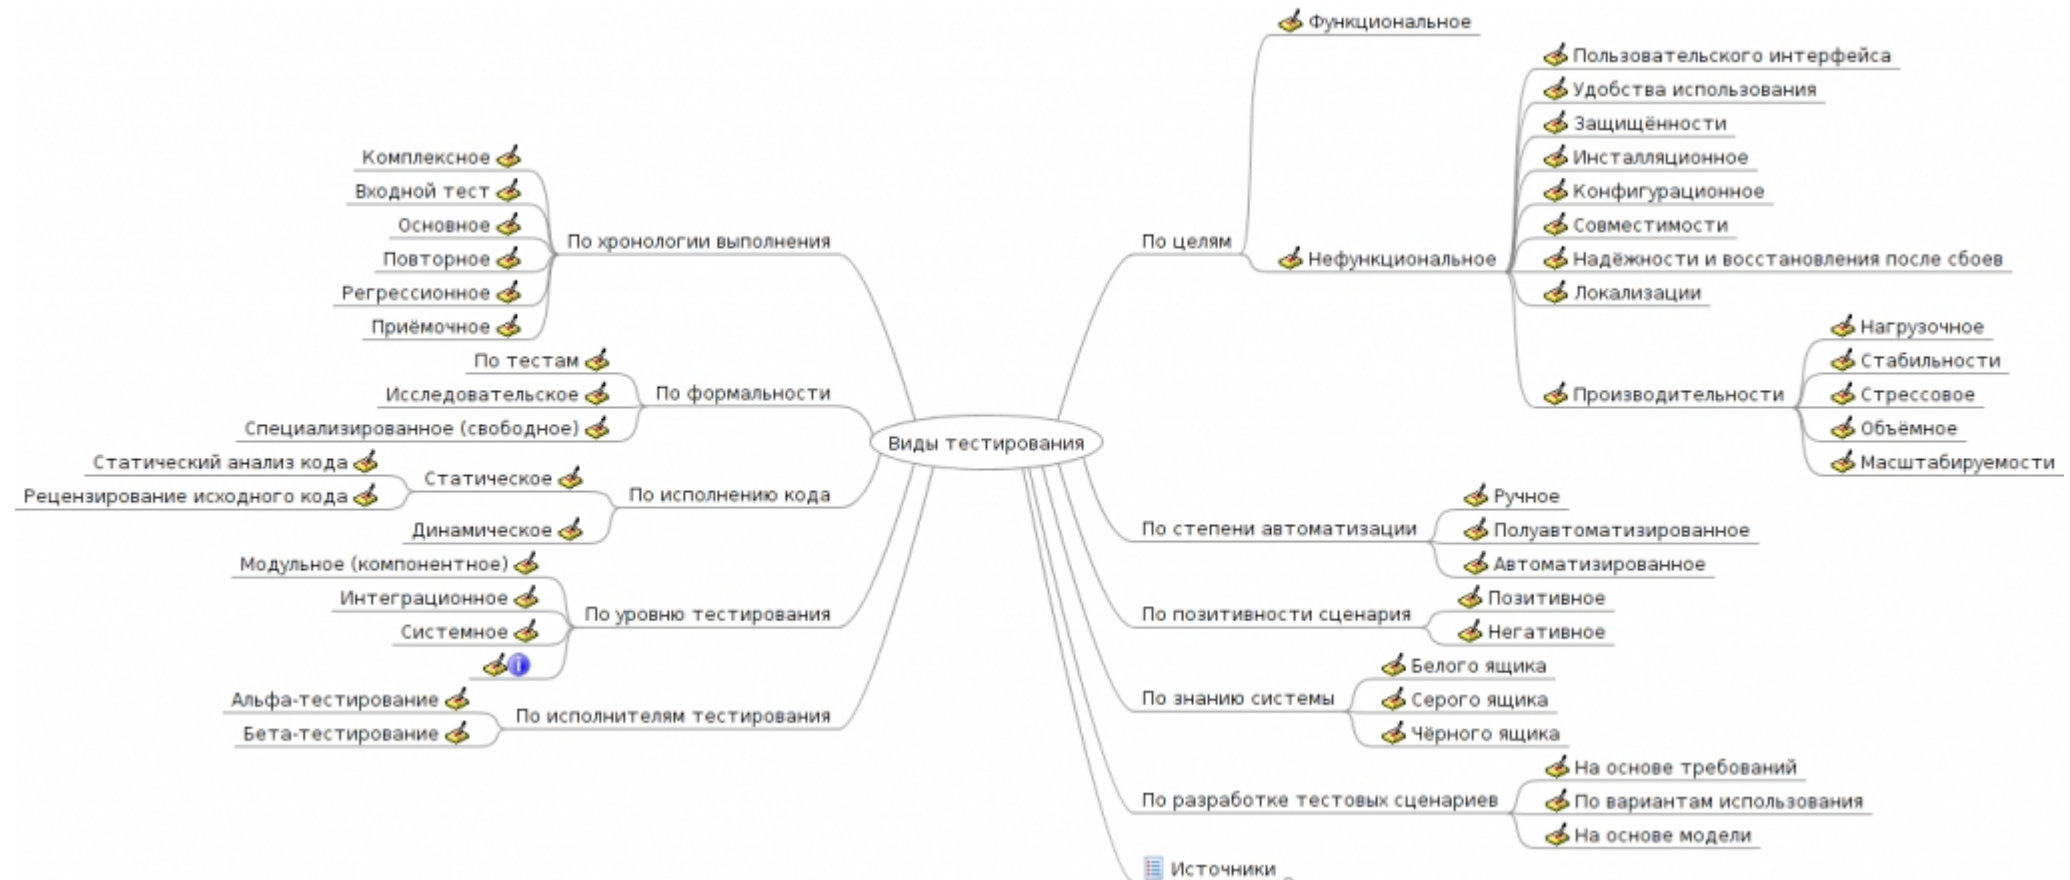 Виды тестирования
По целям
Функциональное
Нефункциональное
Пользовательского интерфейса
Удобства использования
Защищённости
Инсталляционное
Конфигурационное
Совместимости
Надёжности и восстановления после сбоев
Локализации
Производительности
Нагрузочное
Стабильности
Стрессовое
Объёмное
Масштабируемости
По степени автоматизации
Ручное
Полуавтоматизированное
Автоматизированное
По позитивности сценария
Позитивное
Негативное
По знанию системы
Белого ящика
Серого ящика
Чёрного ящика
По разработке тестовых сценариев
На основе требований
По вариантам использования
На основе модели
Источники
По хронологии выполнения
Комплексное
Входной тест
Основное
Повторное
Регрессионное
Приёмочное
По формальности
По тестам
Исследовательское
Специализированное (свободное)
По исполнению кода
Статическое
Статический анализ кода
Рецензирование исходного кода
Динамическое
По уровню тестирования
Модульное (компонентное)
Интеграционное
Системное
По исполнителям тестирования
Альфа-тестирование
Бета-тестирование